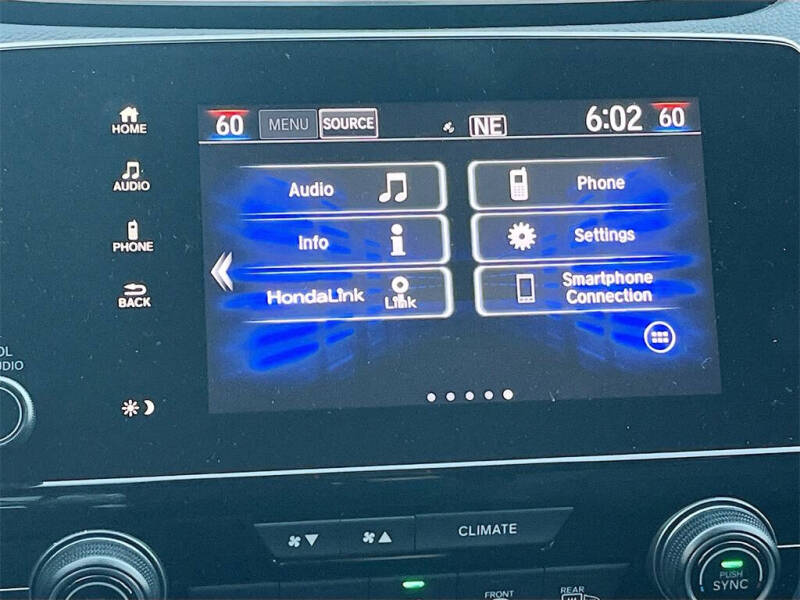 HOME
AUDIO
PHONE
BACK
60 MENU SOURCE NE 6:02 60
Audio
Phone
Info
Settings
HondaLink
Link
Smartphone
Connection
CLIMATE
FRONT
REAR
PUSH
SYNC